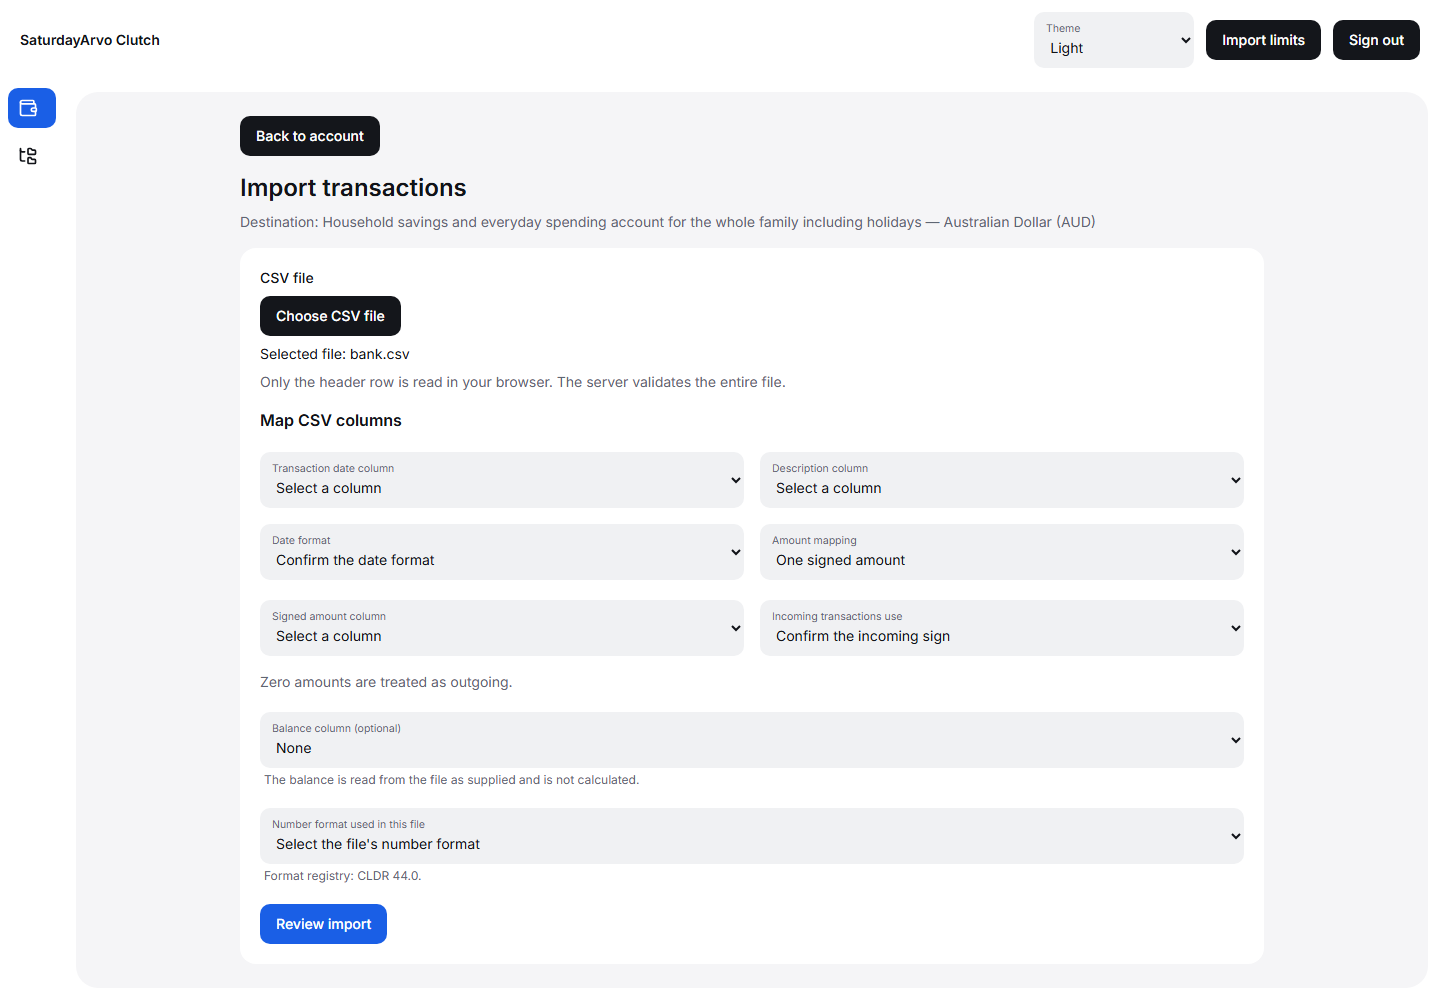 SaturdayArvo Clutch
Theme
Light
Import limits
Sign out
Back to account
Import transactions
Destination: Household savings and everyday spending account for the whole family including holidays — Australian Dollar (AUD)
CSV file
Choose CSV file
Selected file: bank.csv
Only the header row is read in your browser. The server validates the entire file.
Map CSV columns
Transaction date column
Select a column
Description column
Select a column
Date format
Confirm the date format
Amount mapping
One signed amount
Signed amount column
Select a column
Incoming transactions use
Confirm the incoming sign
Zero amounts are treated as outgoing.
Balance column (optional)
None
The balance is read from the file as supplied and is not calculated.
Number format used in this file
Select the file's number format
Format registry: CLDR 44.0.
Review import